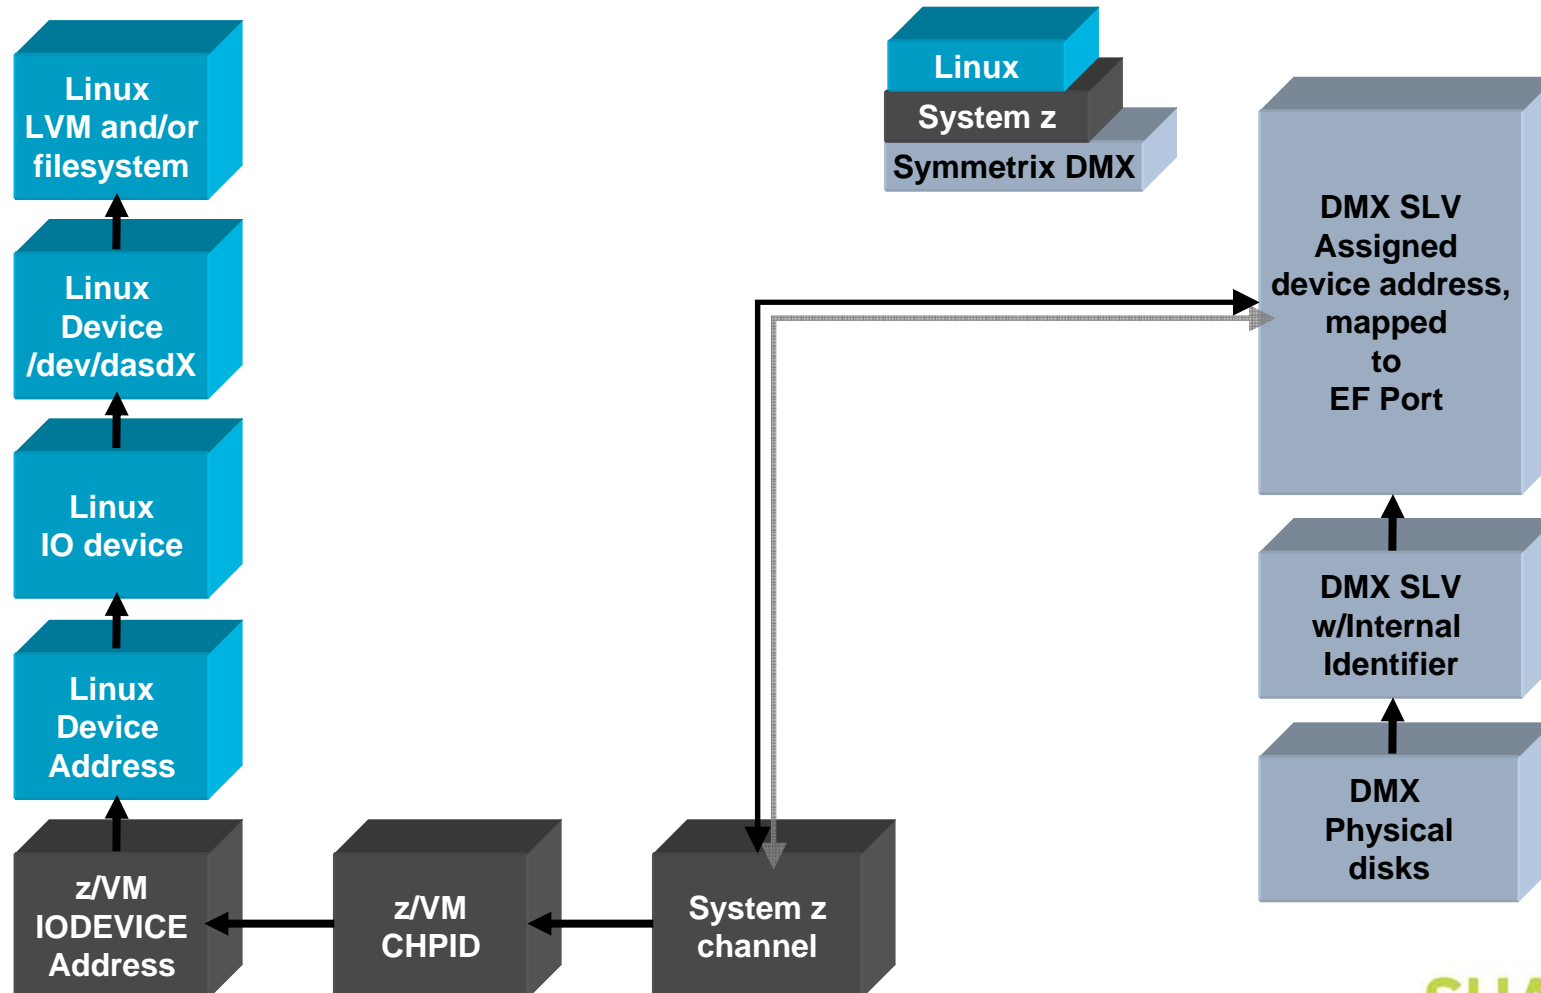 Linux
LVM and/or
filesystem
Linux
Device
/dev/dasdX
Linux
IO device
Linux
Device
Address
z/VM
IODEVICE
Address
z/VM
CHPID
System z
channel
Linux
System z
Symmetrix DMX
DMX SLV
Assigned
device address,
mapped
to
EF Port
DMX SLV
w/Internal
Identifier
DMX
Physical
disks